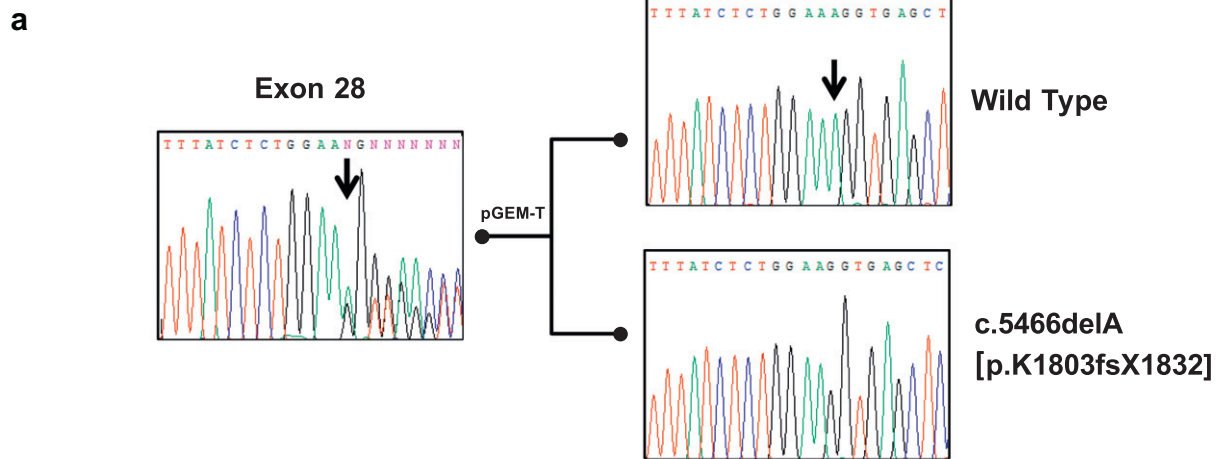 a
Exon 28
TTTATCTCTGGAANGNNNNNNN
pGEM-T
TTTATCTCTGGAAAGGTGAGCT
Wild Type
TTTATCTCTGGAAGGTGAGCTC
c.5466delA
[p.K1803fsX1832]